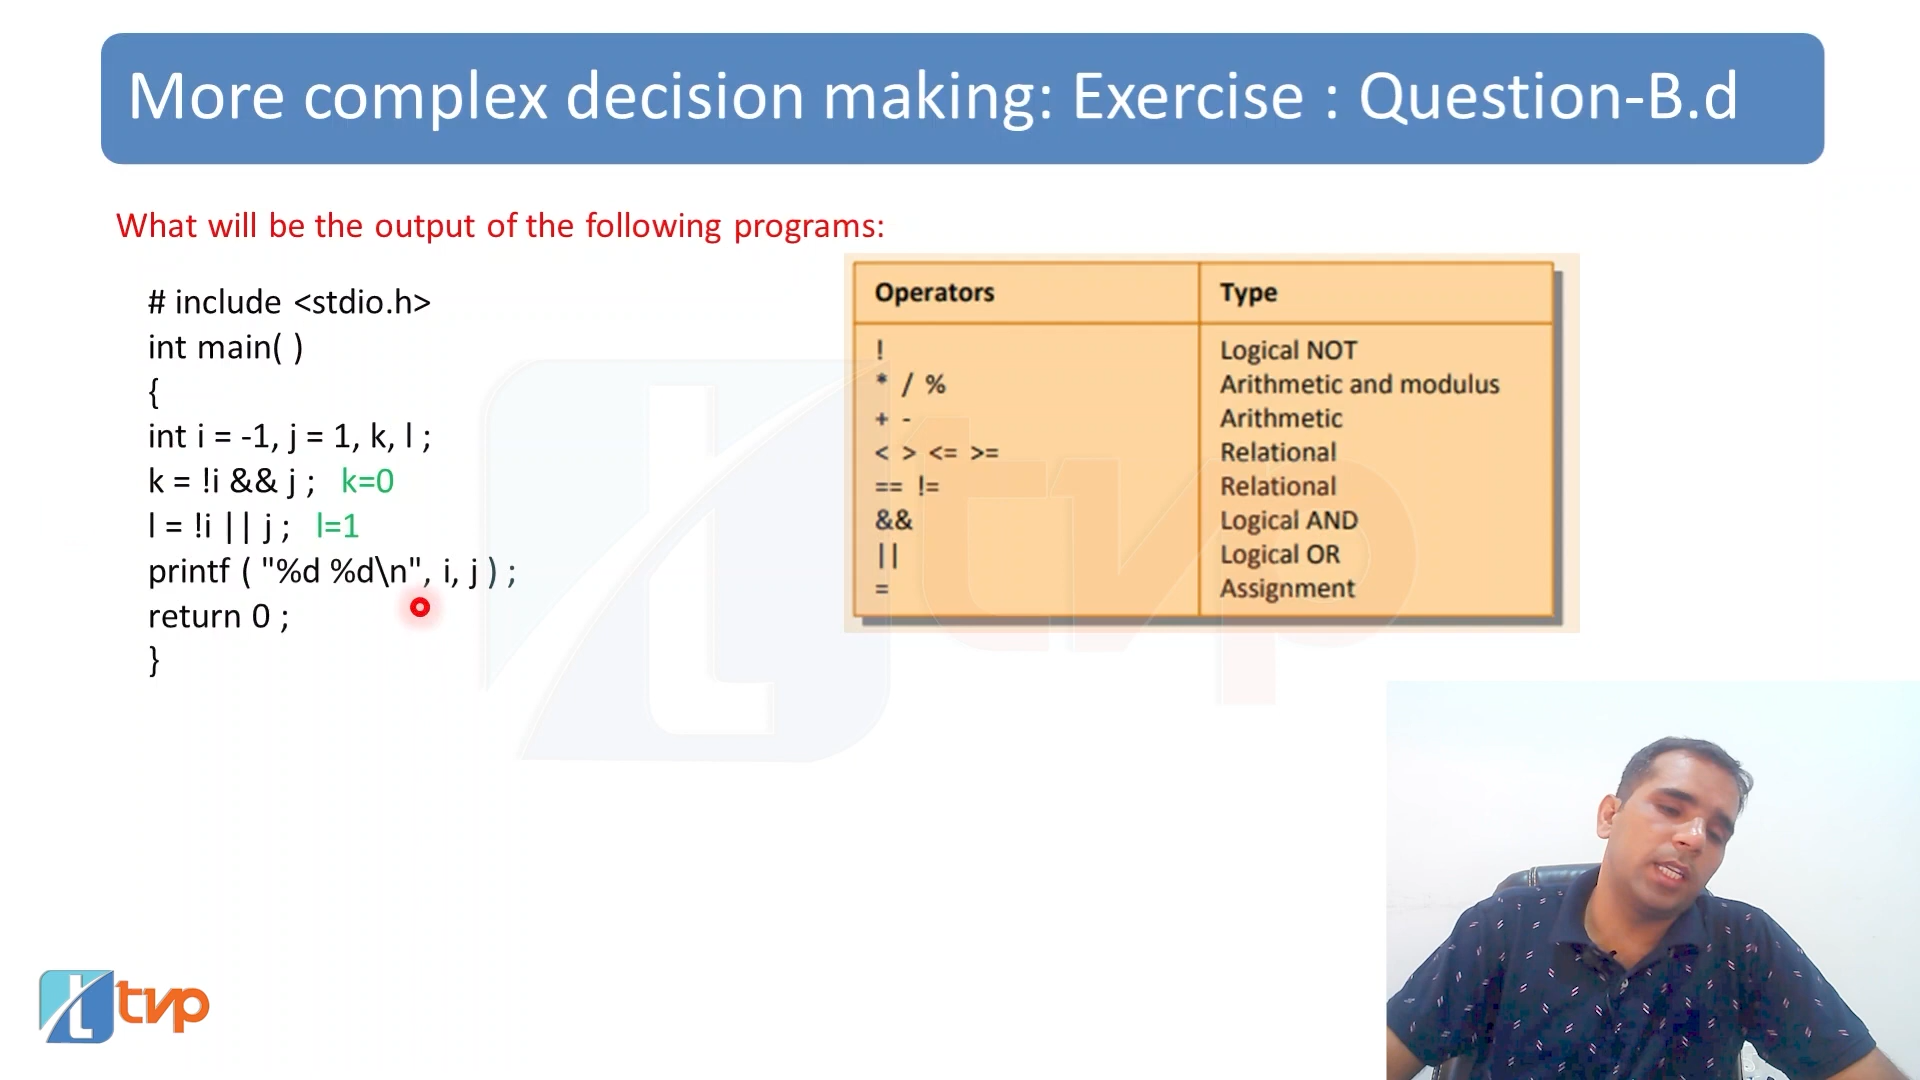 More complex decision making: Exercise : Question-B.d
What will be the output of the following programs:
# include <stdio.h>
int main( )
{
int i = -1, j = 1, k, l ;
k = !i && j ; k=0
l = !i || j ; l=1
printf ( "%d %d\n", i, j ) ;
return 0 ;
}
Operators Type
! Logical NOT
* / % Arithmetic and modulus
+ - Arithmetic
< > <= >= Relational
== != Relational
&& Logical AND
|| Logical OR
= Assignment
tvp
t tvp